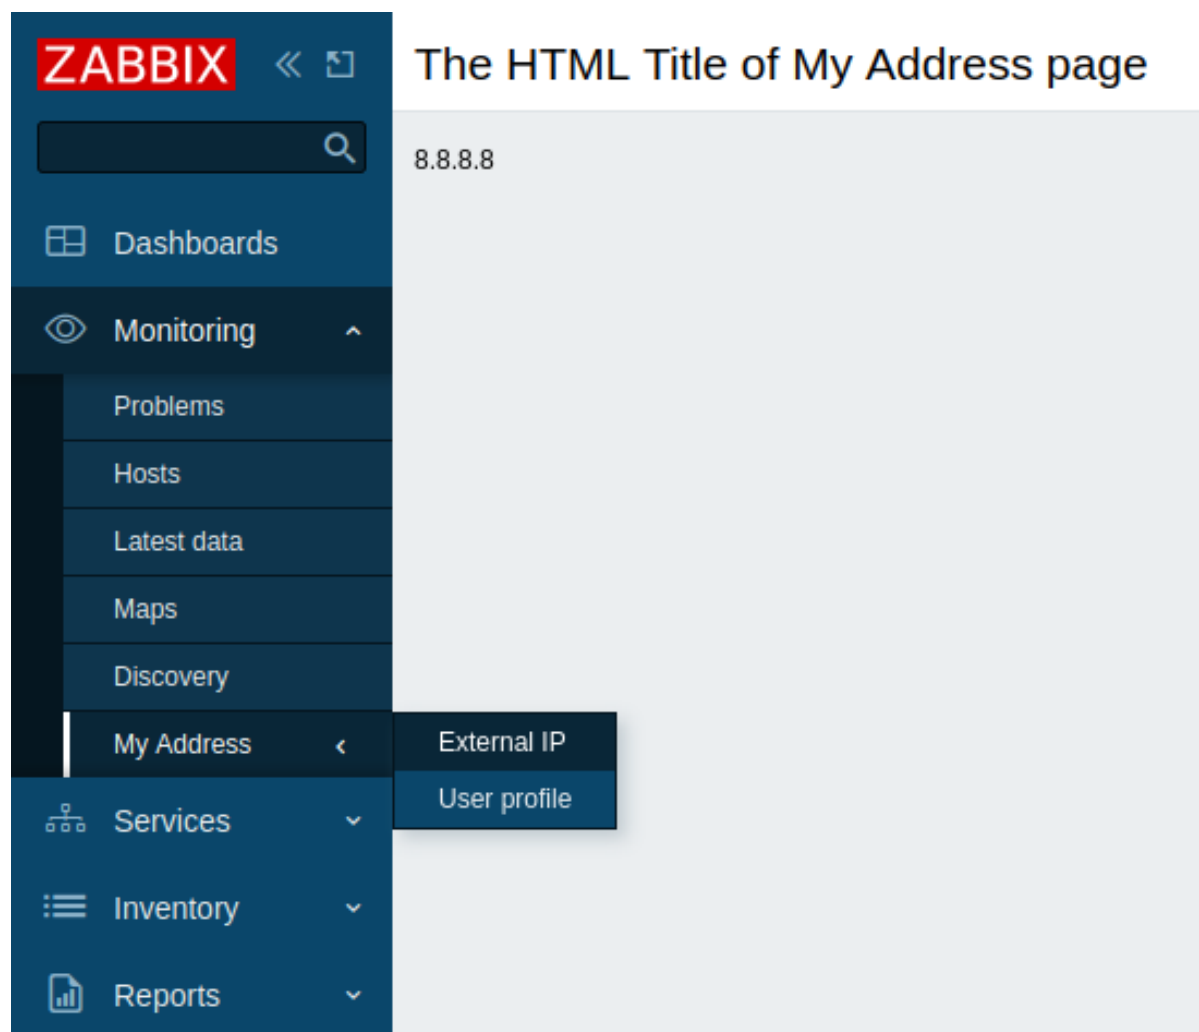 ZABBIX
The HTML Title of My Address page
8.8.8.8
Dashboards
Monitoring
Problems
Hosts
Latest data
Maps
Discovery
My Address
External IP
User profile
Services
Inventory
Reports